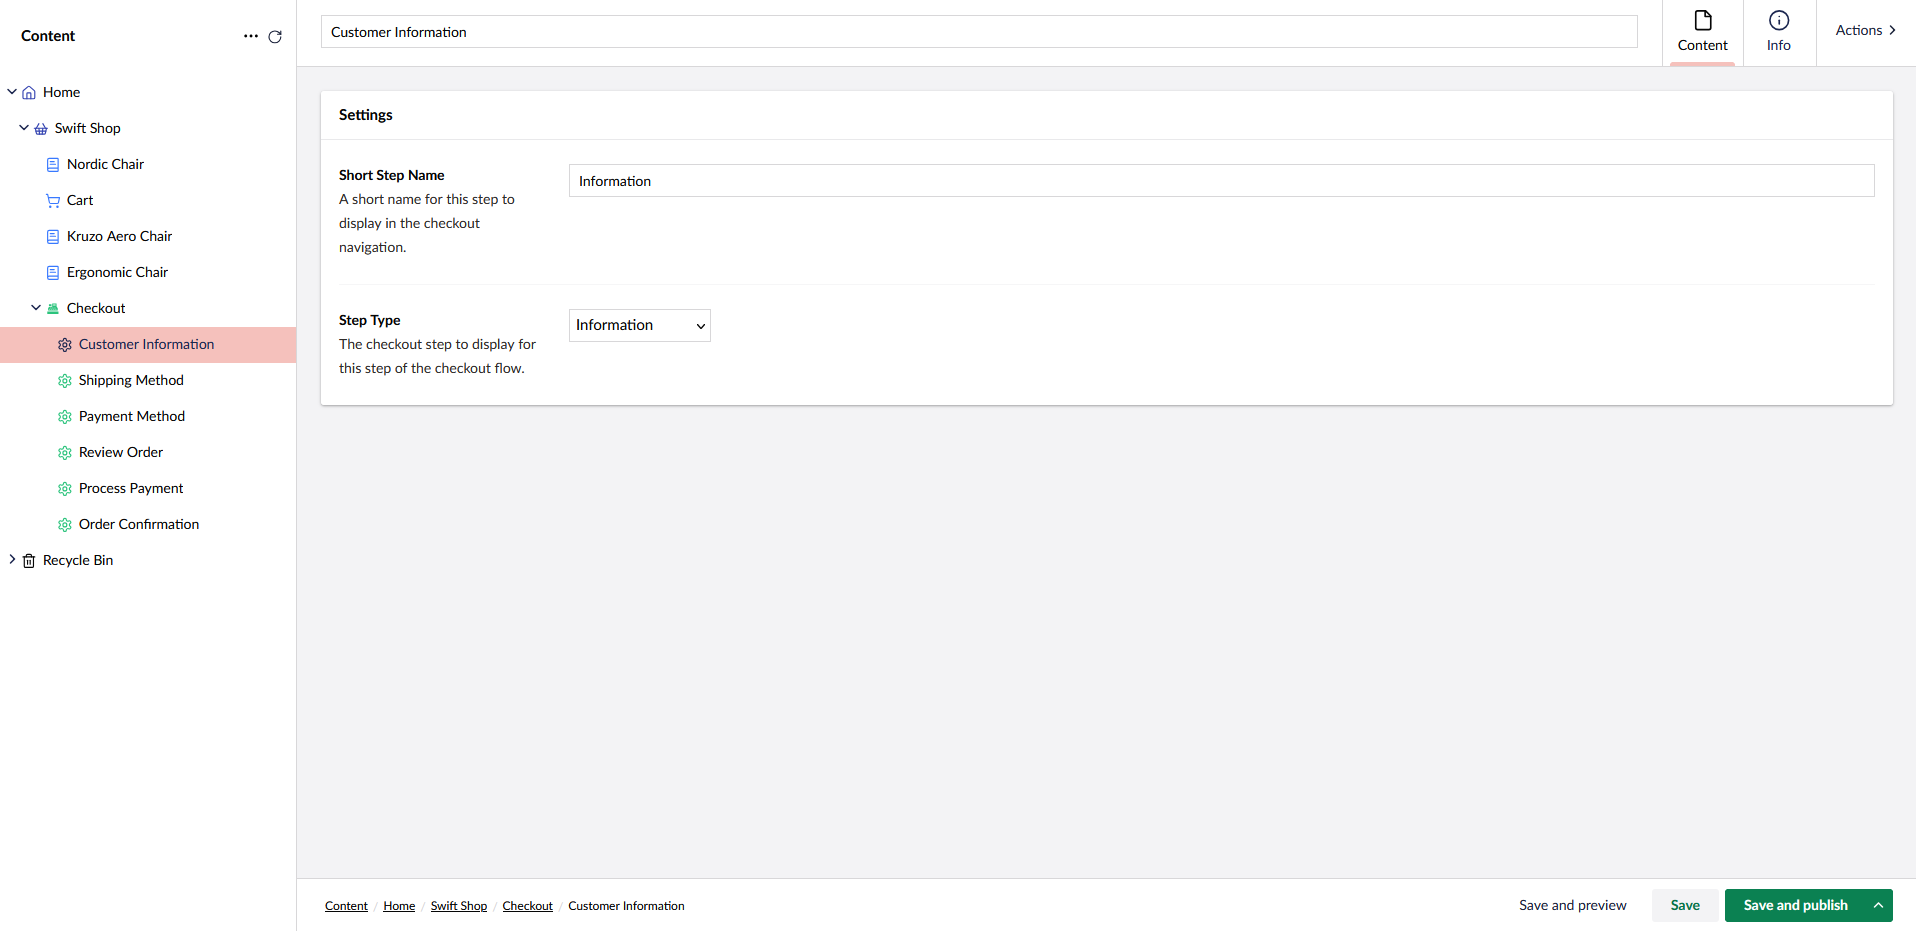 Content
Home
Swift Shop
Nordic Chair
Cart
Kruzo Aero Chair
Ergonomic Chair
Checkout
Customer Information
Shipping Method
Payment Method
Review Order
Process Payment
Order Confirmation
Recycle Bin
Customer Information
Content
Info
Actions
Settings
Short Step Name
A short name for this step to
display in the checkout
navigation.
Information
Step Type
The checkout step to display for
this step of the checkout flow.
Information
Content / Home / Swift Shop / Checkout / Customer Information
Save and preview
Save
Save and publish